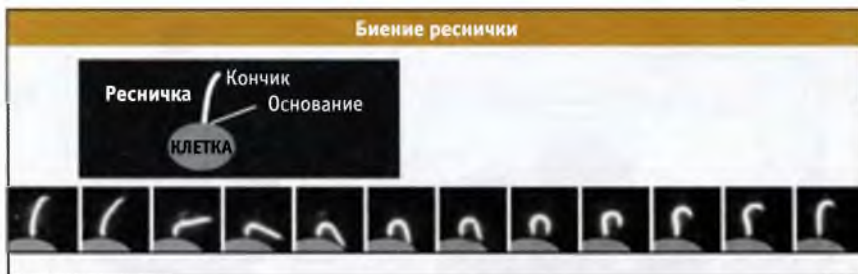 Биение реснички
Кончик
Ресничка
Основание
КЛЕТКА